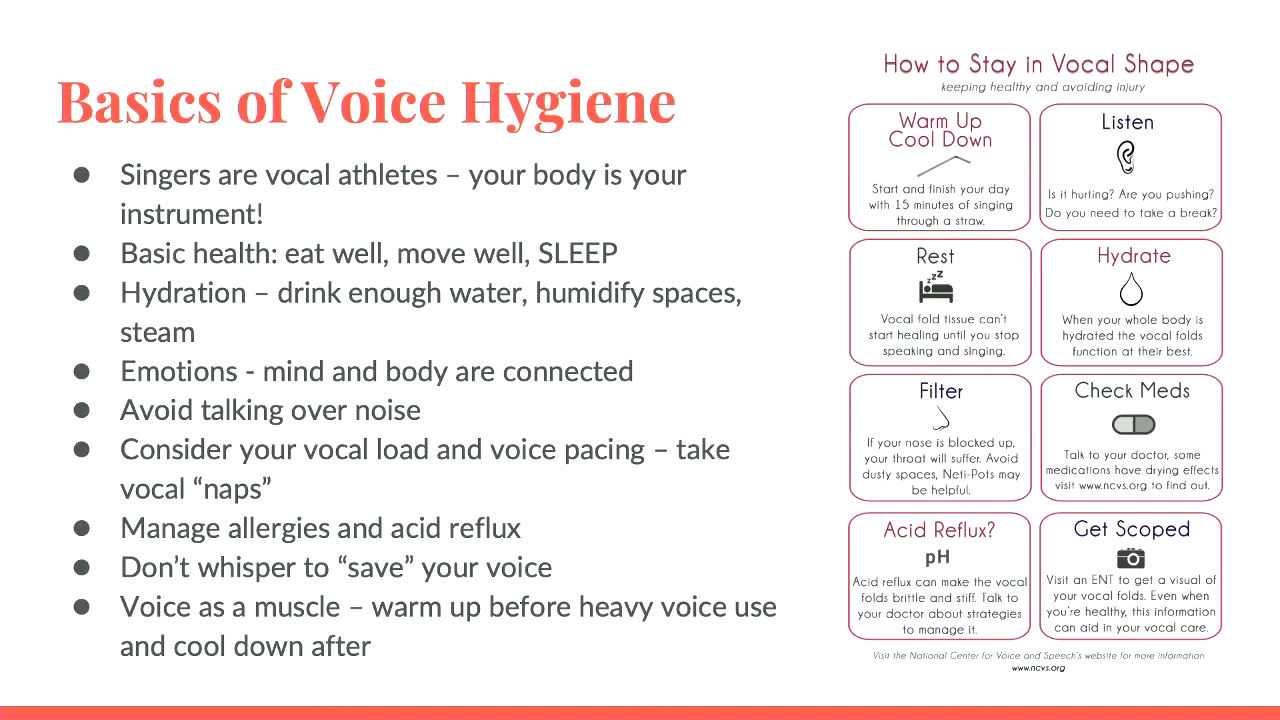 Basics of Voice Hygiene
● Singers are vocal athletes – your body is your
instrument!
● Basic health: eat well, move well, SLEEP
● Hydration – drink enough water, humidify spaces,
steam
● Emotions - mind and body are connected
● Avoid talking over noise
● Consider your vocal load and voice pacing – take
vocal “naps”
● Manage allergies and acid reflux
● Don’t whisper to “save” your voice
● Voice as a muscle – warm up before heavy voice use
and cool down after
How to Stay in Vocal Shape
keeping healthy and avoiding injury
Warm Up
Cool Down
Start and finish your day
with 15 minutes of singing
through a straw.
Listen
Is it hurting? Are you pushing?
Do you need to take a break?
Rest
zzZ
Vocal fold tissue can't
start healing until you stop
speaking and singing.
Hydrate
When your whole body is
hydrated the vocal folds
function at their best.
Filter
If your nose is blocked up,
your throat will suffer. Avoid
dusty spaces, Neti-Pots may
be helpful.
Check Meds
Talk to your doctor, some
medications have drying effects
visit www.ncvs.org to find out.
Acid Reflux?
pH
Acid reflux can make the vocal
folds brittle and stiff. Talk to
your doctor about strategies
to manage it.
Get Scoped
Visit an ENT to get a visual of
your vocal folds. Even when
you're healthy, this information
can aid in your vocal care.
Visit the National Center for Voice and Speech's website for more information
www.ncvs.org